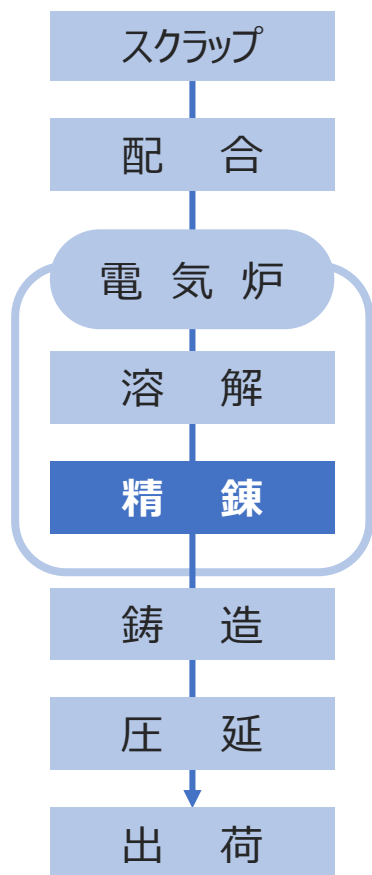 スクラップ
配　合
電 気 炉
溶　解
精　錬
鋳　造
圧　延
出　荷